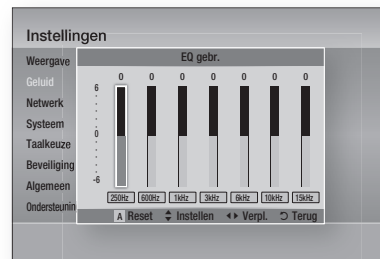 Instellingen
Weergave
Geluid
Netwerk
Systeem
Taalkeuze
Beveiliging
Algemeen
Ondersteunin
EQ gebr.
0 0 0 0 0 0 0
6
0
-6
250Hz 600Hz 1kHz 3kHz 6kHz 10kHz 15kHz
A Reset Instellen Verpl. Terug